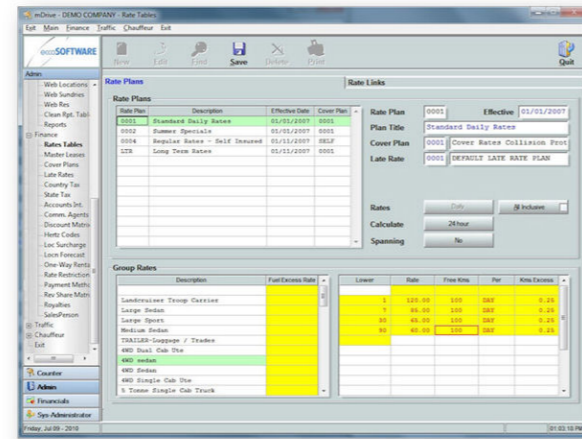 mDrive - DEMO COMPANY - Rate Tables
Exit Main Finance Traffic Chauffeur Exit
SOFTWARE
New Edit Find Save Delete Print Quit
Admin
Web Locations
Web Sundries
Web Res
Clean Rpt. Tabl
Reports
Finance
Rates Tables
Master Leases
Cover Plans
Late Rates
Country Tax
State Tax
Accounts Int.
Comm. Agents
Discount Matrix
Hertz Codes
Loc Surcharge
Locn Forecast
One-Way Renta
Rate Restriction
Payment Metho
Rev Share Matri
Royalties
SalesPerson
Traffic
Chauffeur
Exit
Counter
Admin
Financials
Sys-Administrator
Rate Plans Rate Links
Rate Plans
Rate Plan Description Effective Date Cover Plan
0001 Standard Daily Rates 01/01/2007 0001
0002 Summer Specials 01/01/2007 0001
0004 Regular Rates - Self Insured 01/11/2007 SELF
LTR Long Term Rates 01/01/2007 0001
Rate Plan 0001 Effective 01/01/2007
Plan Title Standard Daily Rates
Cover Plan 0001 Cover Rates Collision Prot
Late Rate 0001 DEFAULT LATE RATE PLAN
Rates Daily All Inclusive
Calculate 24 hour
Spanning No
Group Rates
Description Fuel Excess Rate
Landcruiser Troop Carrier
Large Sedan
Large Sport
Medium Sedan
TRAILER-Luggage / Trades
4WD Dual Cab Ute
4WD sedan
4WD Sedan
4WD Single Cab Ute
5 Tonne Single Cab Truck
Lower Rate Free Kms Per Kms Excess
1 120.00 100 DAY 0.25
7 85.00 100 DAY 0.25
30 65.00 100 DAY 0.25
90 60.00 100 DAY 0.25
Friday, Jul 09 - 2010 01:03:18 PM